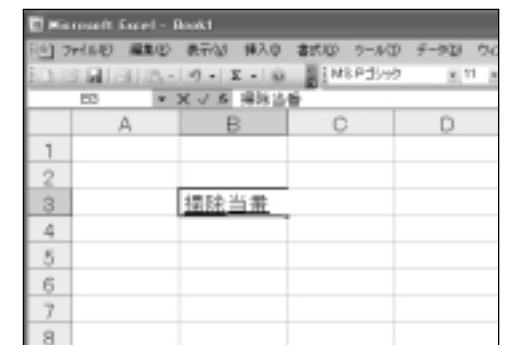 Microsoft Excel - Book1
ファイル(F) 編集(E) 表示(V) 挿入(I) 書式(O) ツール(T) データ(D)
MS Pゴシック 11
B3 掃除当番
A B C D
1
2
3 掃除当番
4
5
6
7
8